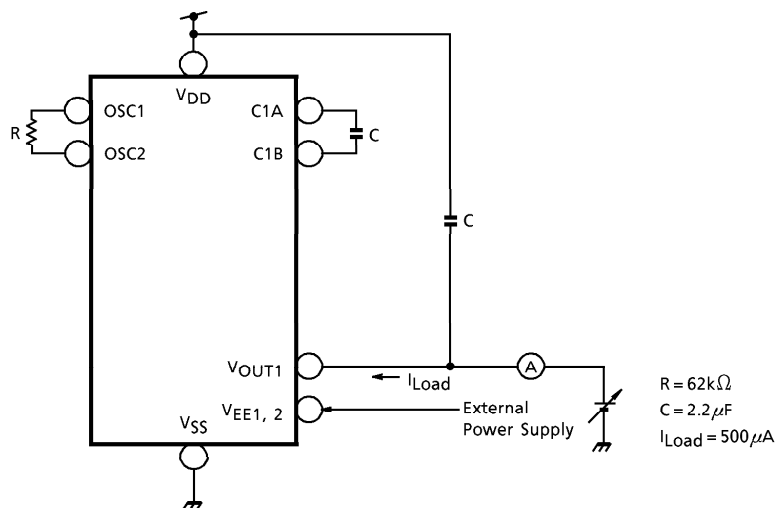 VDD
OSC1
C1A
R
C
OSC2
C1B
C
VOUT1
A
ILoad
R = 62kΩ
VEE1, 2
External
Power Supply
C = 2.2μF
VSS
ILoad = 500μA